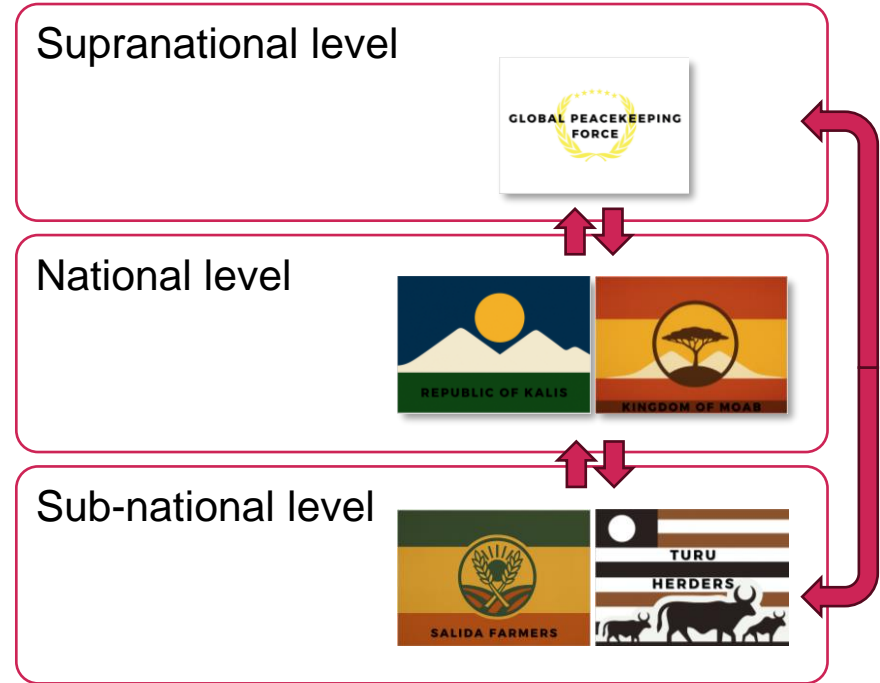 Supranational level
GLOBAL PEACEKEEPING
FORCE
National level
REPUBLIC OF KALIS
KINGDOM OF MOAB
Sub-national level
SALIDA FARMERS
TURU
HERDERS